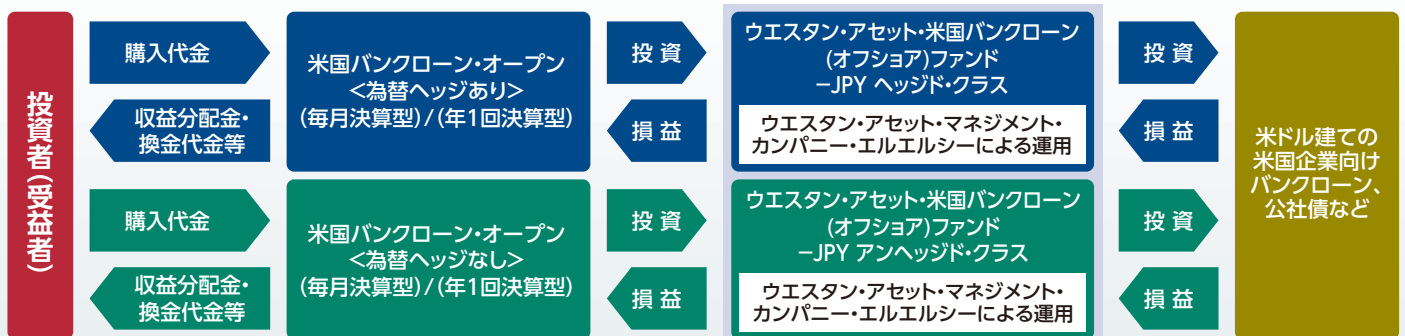 投資者(受益者)
購入代金
収益分配金・
換金代金等
米国バンクローン・オープン
<為替ヘッジあり>
(毎月決算型)/(年1回決算型)
投 資
損 益
ウエスタン・アセット・米国バンクローン
(オフショア)ファンド
−JPY ヘッジド・クラス
ウエスタン・アセット・マネジメント・
カンパニー・エルエルシーによる運用
投 資
損 益
購入代金
収益分配金・
換金代金等
米国バンクローン・オープン
<為替ヘッジなし>
(毎月決算型)/(年1回決算型)
投 資
損 益
ウエスタン・アセット・米国バンクローン
(オフショア)ファンド
−JPY アンヘッジド・クラス
ウエスタン・アセット・マネジメント・
カンパニー・エルエルシーによる運用
投 資
損 益
米ドル建ての
米国企業向け
バンクローン、
公社債など